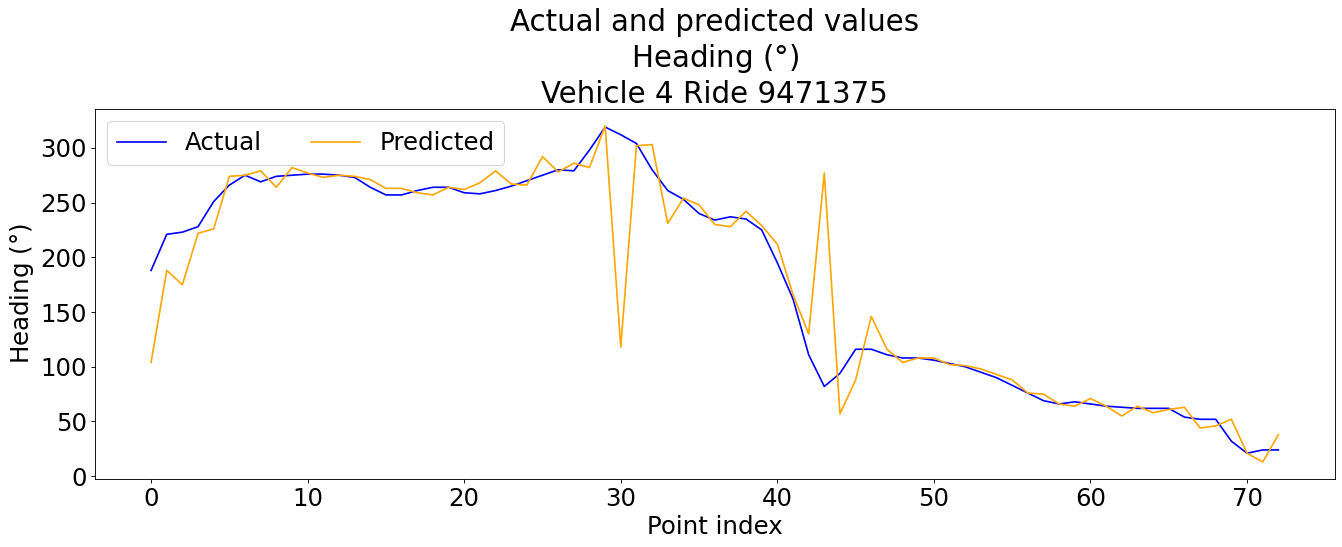 Actual and predicted values
Heading (°)
Vehicle 4 Ride 9471375
Actual Predicted
300
250
200
150
100
50
0
Heading (°)
0 10 20 30 40 50 60 70
Point index